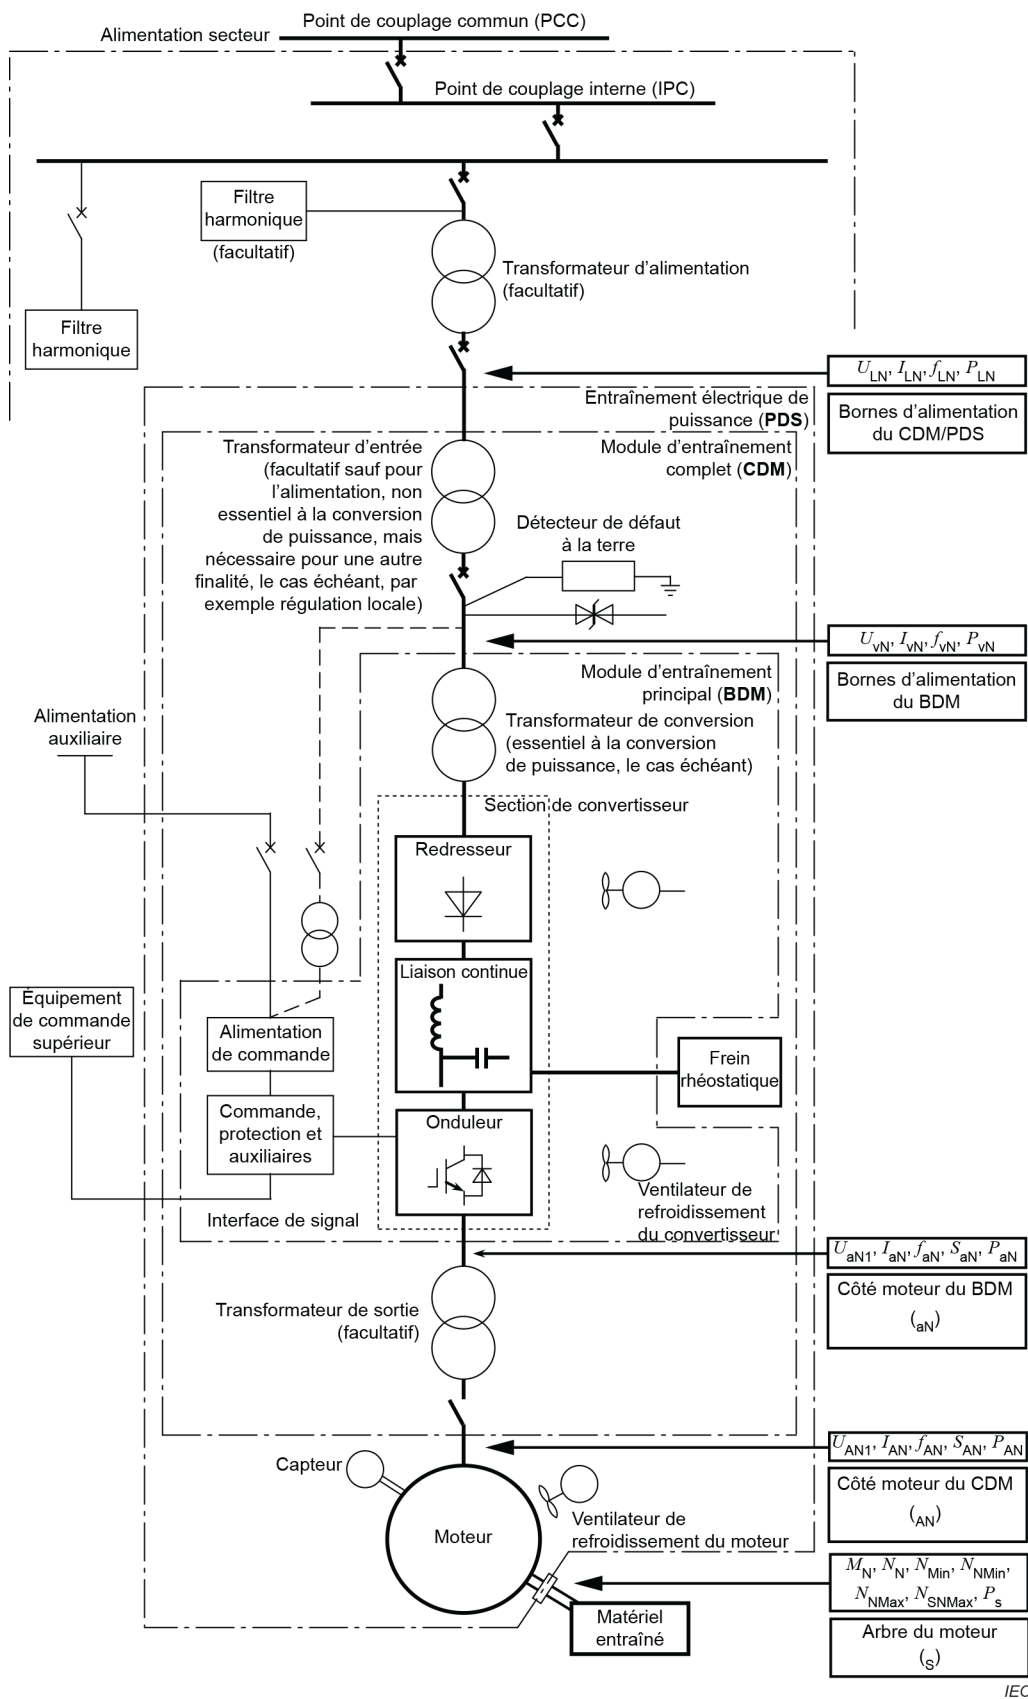 Point de couplage commun (PCC)
Alimentation secteur
Point de couplage interne (IPC)
Filtre
harmonique
(facultatif)
Transformateur d'alimentation
(facultatif)
Filtre
harmonique
U_LN, I_LN, f_LN, P_LN
Bornes d'alimentation
du CDM/PDS
Entraînement électrique de
puissance (PDS)
Module d'entraînement
complet (CDM)
Transformateur d'entrée
(facultatif sauf pour
l'alimentation, non
essentiel à la conversion
de puissance, mais
nécessaire pour une autre
finalité, le cas échéant, par
exemple régulation locale)
Détecteur de défaut
à la terre
U_vN, I_vN, f_vN, P_vN
Bornes d'alimentation
du BDM
Module d'entraînement
principal (BDM)
Transformateur de conversion
(essentiel à la conversion
de puissance, le cas échéant)
Alimentation
auxiliaire
Section de convertisseur
Redresseur
Liaison continue
Équipement
de commande
supérieur
Alimentation
de commande
Frein
rhéostatique
Commande,
protection et
auxiliaires
Onduleur
Interface de signal
Ventilateur de
refroidissement
du convertisseur
U_aN1, I_aN, f_aN, S_aN, P_aN
Côté moteur du BDM
(aN)
Transformateur de sortie
(facultatif)
U_AN1, I_AN, f_AN, S_AN, P_AN
Côté moteur du CDM
(AN)
Capteur
Moteur
Ventilateur de
refroidissement du moteur
M_N, N_N, N_Min, N_NMin,
N_NMax, N_SNMax, P_s
Matériel
entraîné
Arbre du moteur
(S)
IEC